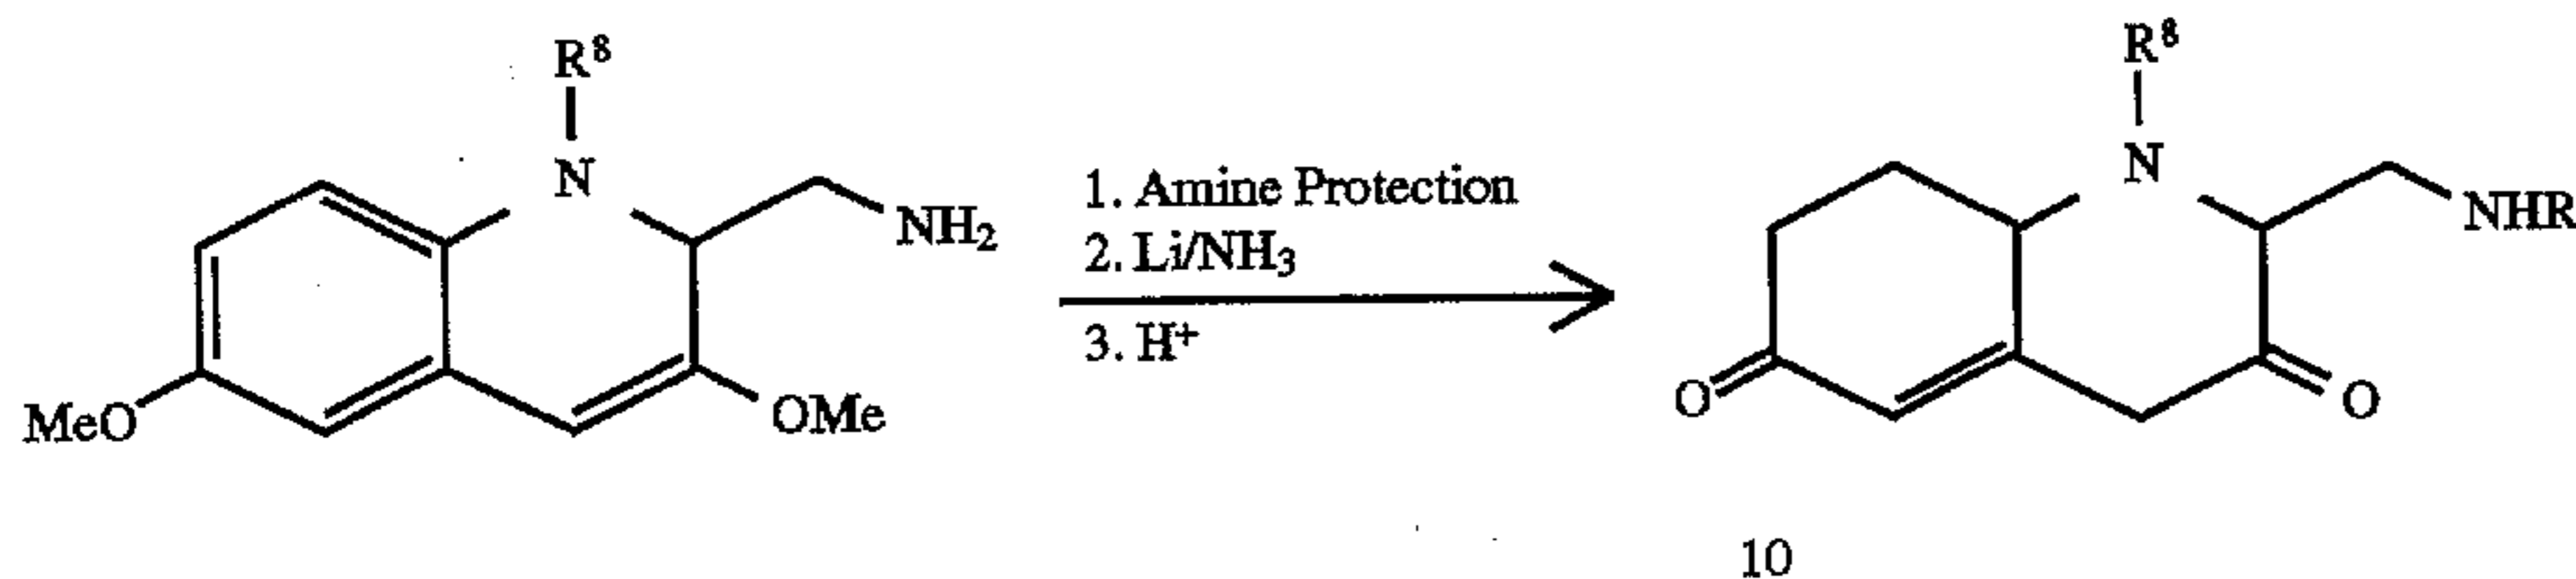 R⁸
N
NH₂
MeO
OMe
1. Amine Protection
2. Li/NH₃
3. H⁺
R⁸
N
NHR
O
O
10